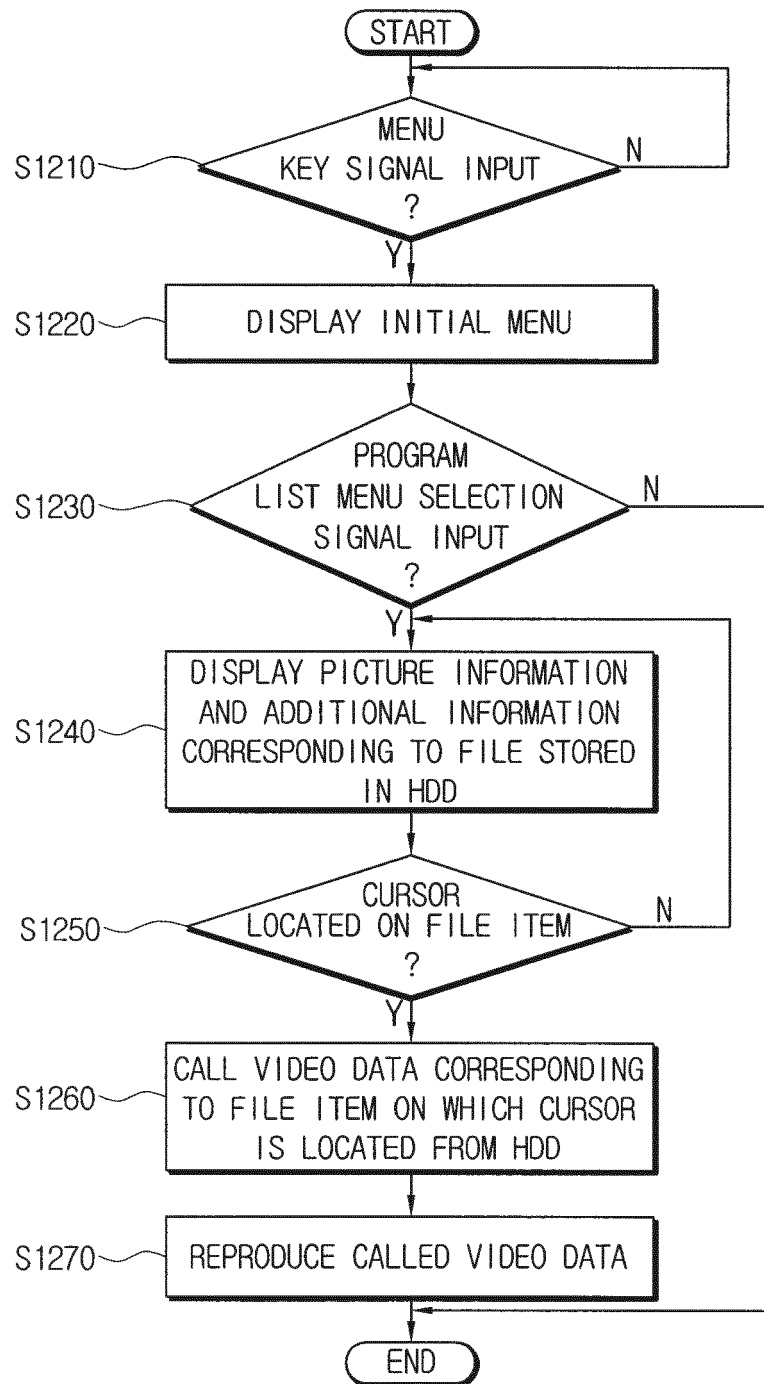 START
MENU
KEY SIGNAL INPUT
?
N
S1210
Y
DISPLAY INITIAL MENU
S1220
PROGRAM
LIST MENU SELECTION
SIGNAL INPUT
?
N
S1230
Y
DISPLAY PICTURE INFORMATION
AND ADDITIONAL INFORMATION
CORRESPONDING TO FILE STORED
IN HDD
S1240
CURSOR
LOCATED ON FILE ITEM
?
N
S1250
Y
CALL VIDEO DATA CORRESPONDING
TO FILE ITEM ON WHICH CURSOR
IS LOCATED FROM HDD
S1260
REPRODUCE CALLED VIDEO DATA
S1270
END